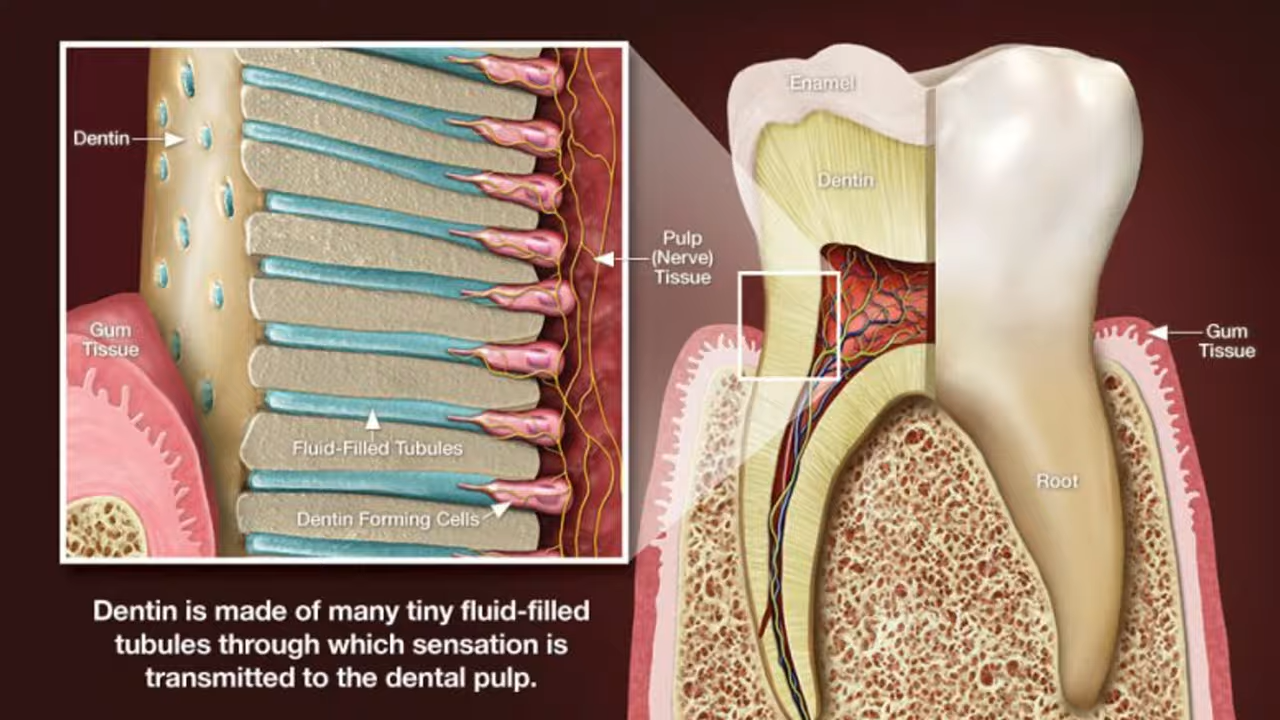 Dentin
Gum
Tissue
Fluid-Filled Tubules
Dentin Forming Cells
Pulp
(Nerve)
Tissue
Enamel
Dentin
Gum
Tissue
Root
Dentin is made of many tiny fluid-filled
tubules through which sensation is
transmitted to the dental pulp.